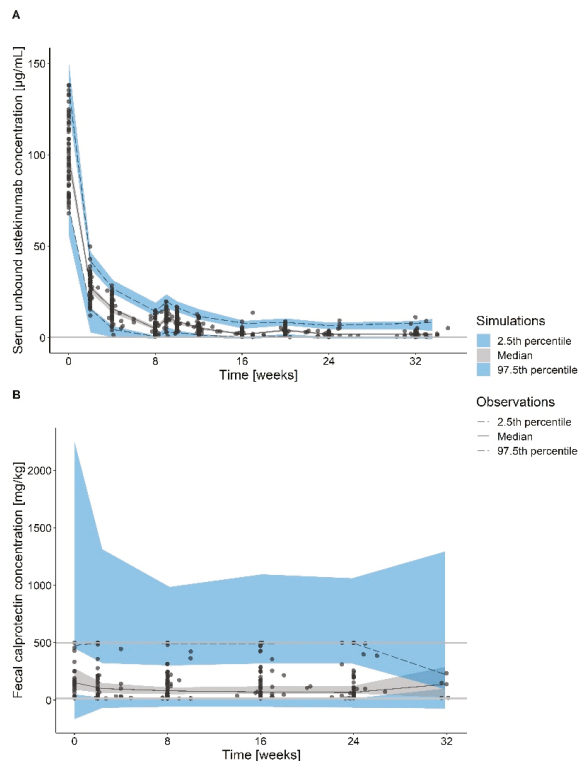 A
Serum unbound ustekinumab concentration [µg/mL]
150
100
50
0
0 8 16 24 32
Time [weeks]
Simulations
2.5th percentile
Median
97.5th percentile
Observations
2.5th percentile
Median
97.5th percentile
B
Fecal calprotectin concentration [mg/kg]
2000
1500
1000
500
0
0 8 16 24 32
Time [weeks]